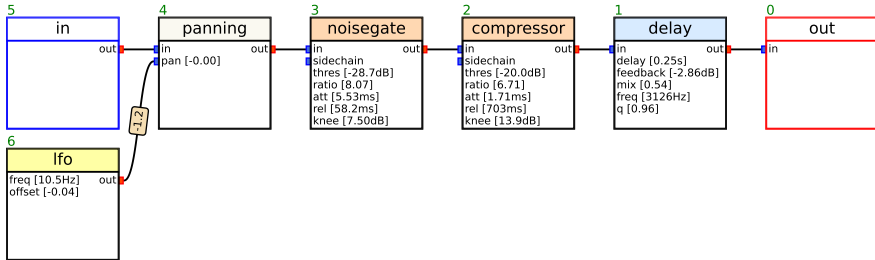 5
in
out
4
panning
in
out
pan [-0.00]
3
noisegate
in
out
sidechain
thres [-28.7dB]
ratio [8.07]
att [5.53ms]
rel [58.2ms]
knee [7.50dB]
2
compressor
in
out
sidechain
thres [-20.0dB]
ratio [6.71]
att [1.71ms]
rel [703ms]
knee [13.9dB]
1
delay
in
out
delay [0.25s]
feedback [-2.86dB]
mix [0.54]
freq [3126Hz]
q [0.96]
0
out
in
-1.2
6
lfo
freq [10.5Hz]
out
offset [-0.04]